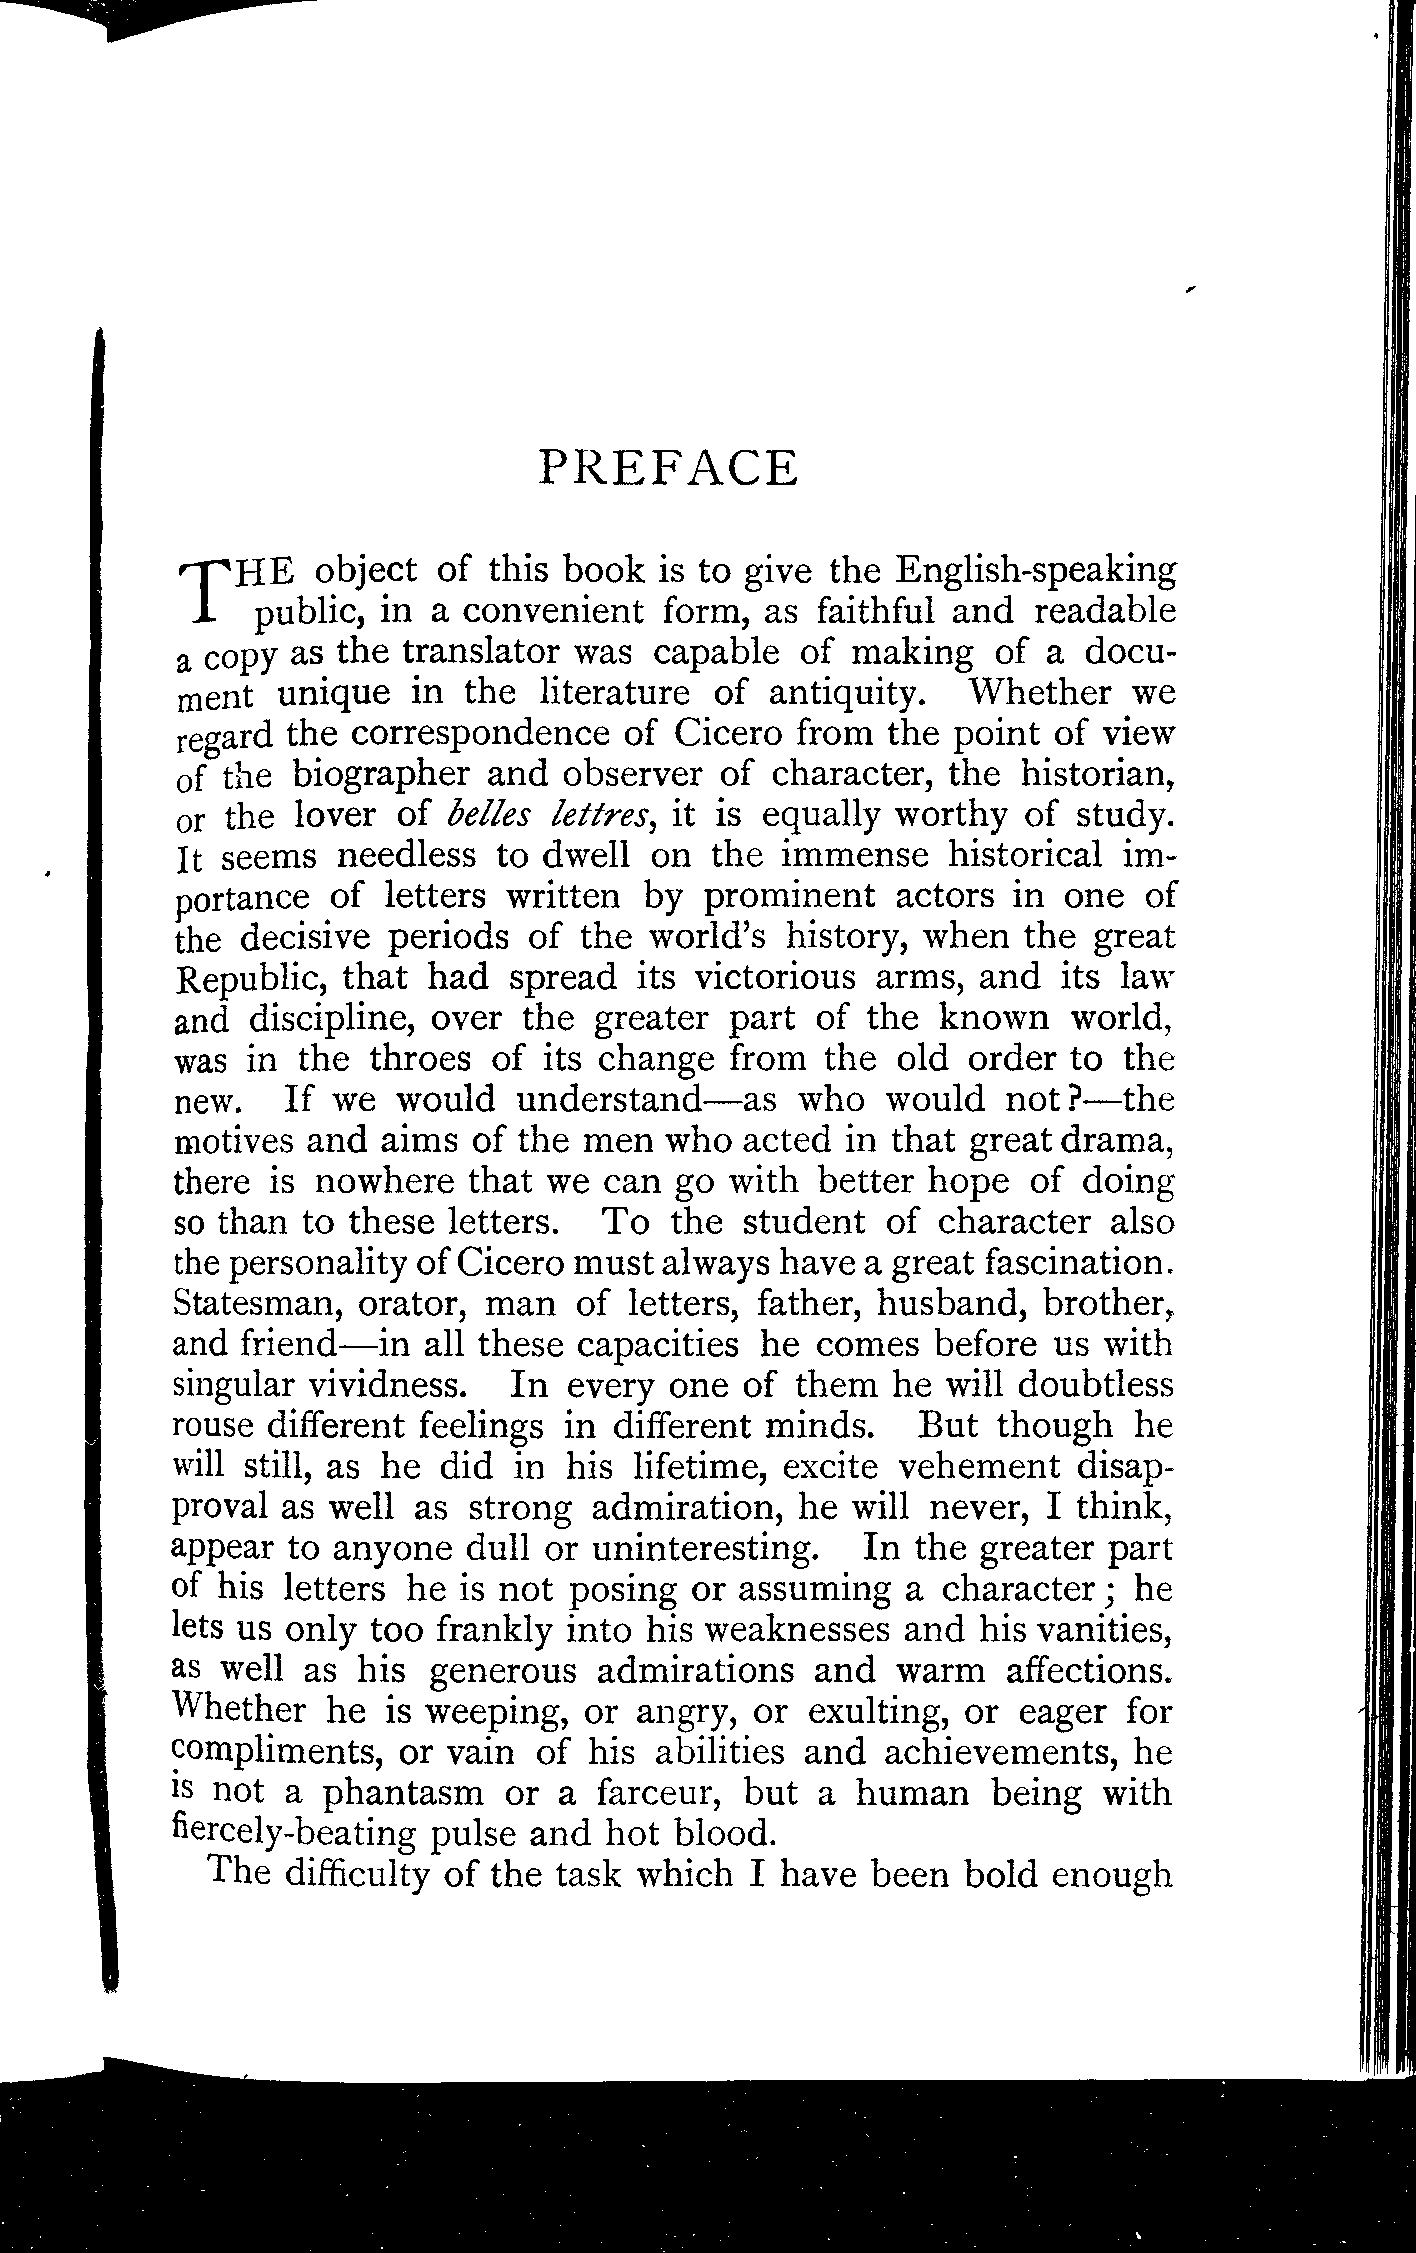 PREFACE
THE object of this book is to give the English-speaking
public, in a convenient form, as faithful and readable
a copy as the translator was capable of making of a docu-
ment unique in the literature of antiquity. Whether we
regard the correspondence of Cicero from the point of view
of the biographer and observer of character, the historian,
or the lover of belles lettres, it is equally worthy of study.
It seems needless to dwell on the immense historical im-
portance of letters written by prominent actors in one of
the decisive periods of the world's history, when the great
Republic, that had spread its victorious arms, and its law
and discipline, over the greater part of the known world,
was in the throes of its change from the old order to the
new. If we would understand—as who would not?—the
motives and aims of the men who acted in that great drama,
there is nowhere that we can go with better hope of doing
so than to these letters. To the student of character also
the personality of Cicero must always have a great fascination.
Statesman, orator, man of letters, father, husband, brother,
and friend—in all these capacities he comes before us with
singular vividness. In every one of them he will doubtless
rouse different feelings in different minds. But though he
will still, as he did in his lifetime, excite vehement disap-
proval as well as strong admiration, he will never, I think,
appear to anyone dull or uninteresting. In the greater part
of his letters he is not posing or assuming a character; he
lets us only too frankly into his weaknesses and his vanities,
as well as his generous admirations and warm affections.
Whether he is weeping, or angry, or exulting, or eager for
compliments, or vain of his abilities and achievements, he
is not a phantasm or a farceur, but a human being with
fiercely-beating pulse and hot blood.
The difficulty of the task which I have been bold enough